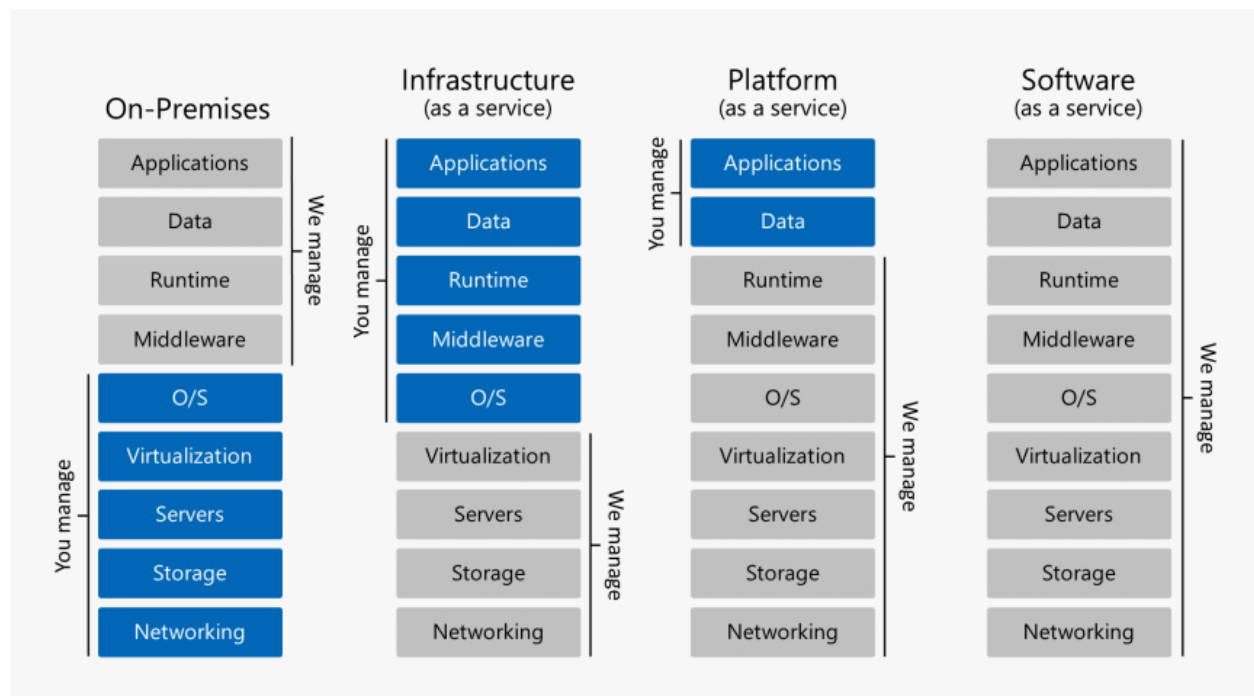 On-Premises
Applications
Data
Runtime
Middleware
We manage
O/S
Virtualization
Servers
Storage
Networking
You manage
Infrastructure
(as a service)
Applications
Data
Runtime
Middleware
O/S
You manage
Virtualization
Servers
Storage
Networking
We manage
Platform
(as a service)
Applications
Data
You manage
Runtime
Middleware
O/S
Virtualization
Servers
Storage
Networking
We manage
Software
(as a service)
Applications
Data
Runtime
Middleware
O/S
Virtualization
Servers
Storage
Networking
We manage